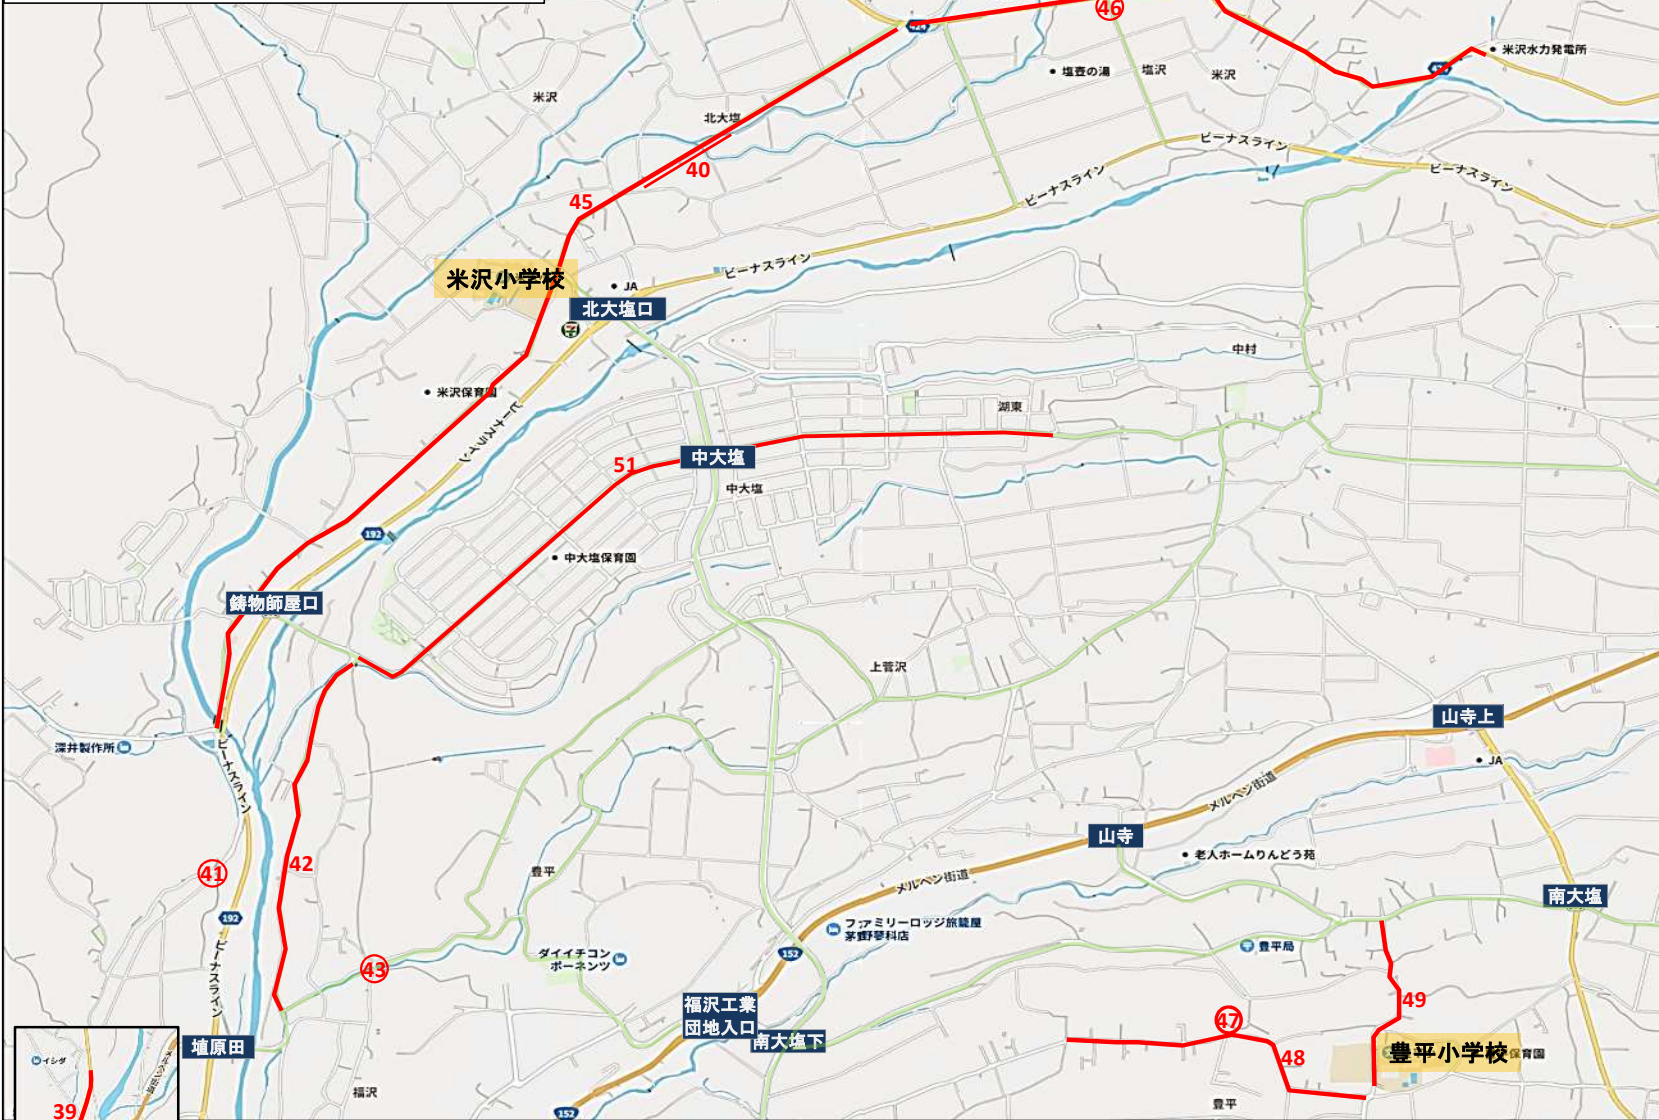 46
424
米沢水力発電所
塩壺の湯
塩沢
米沢
米沢
北大塩
ビーナスライン
ビーナスライン
ビーナスライン
40
45
米沢小学校
JA
ビーナスライン
北大塩口
中村
米沢保育園
湖東
ビーナスライン
51
中大塩
中大塩
192
中大塩保育園
鋳物師屋口
上菅沢
山寺上
深井製作所
JA
ビーナスライン
メルヘン街道
山寺
老人ホームりんどう苑
42
41
豊平
メルヘン街道
南大塩
192
ファミリーロッジ旅籠屋
茅野蓼科店
ビーナスライン
ダイイチコン
ポーネンツ
152
豊平局
43
福沢工業
団地入口
49
47
埴原田
南大塩下
48
豊平小学校
保育園
イシダ
メルヘン街道
福沢
豊平
39
152